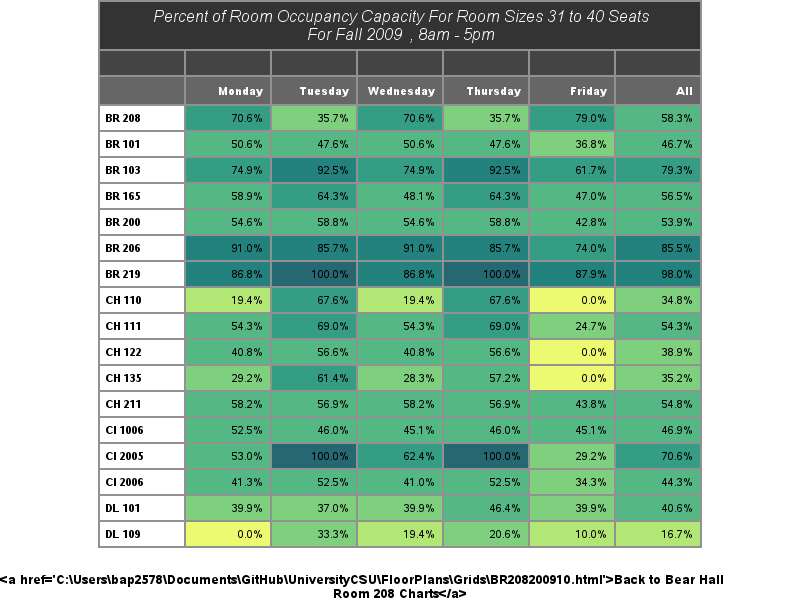 Percent of Room Occupancy Capacity For Room Sizes 31 to 40 Seats
For Fall 2009 , 8am - 5pm
Monday Tuesday Wednesday Thursday Friday All
BR 208 70.6% 35.7% 70.6% 35.7% 79.0% 58.3%
BR 101 50.6% 47.6% 50.6% 47.6% 36.8% 46.7%
BR 103 74.9% 92.5% 74.9% 92.5% 61.7% 79.3%
BR 165 58.9% 64.3% 48.1% 64.3% 47.0% 56.5%
BR 200 54.6% 58.8% 54.6% 58.8% 42.8% 53.9%
BR 206 91.0% 85.7% 91.0% 85.7% 74.0% 85.5%
BR 219 86.8% 100.0% 86.8% 100.0% 87.9% 98.0%
CH 110 19.4% 67.6% 19.4% 67.6% 0.0% 34.8%
CH 111 54.3% 69.0% 54.3% 69.0% 24.7% 54.3%
CH 122 40.8% 56.6% 40.8% 56.6% 0.0% 38.9%
CH 135 29.2% 61.4% 28.3% 57.2% 0.0% 35.2%
CH 211 58.2% 56.9% 58.2% 56.9% 43.8% 54.8%
CI 1006 52.5% 46.0% 45.1% 46.0% 45.1% 46.9%
CI 2005 53.0% 100.0% 62.4% 100.0% 29.2% 70.6%
CI 2006 41.3% 52.5% 41.0% 52.5% 34.3% 44.3%
DL 101 39.9% 37.0% 39.9% 46.4% 39.9% 40.6%
DL 109 0.0% 33.3% 19.4% 20.6% 10.0% 16.7%
<a href='C:\Users\bap2578\Documents\GitHub\UniversityCSU\FloorPlans\Grids\BR208200910.html'>Back to Bear Hall
Room 208 Charts</a>